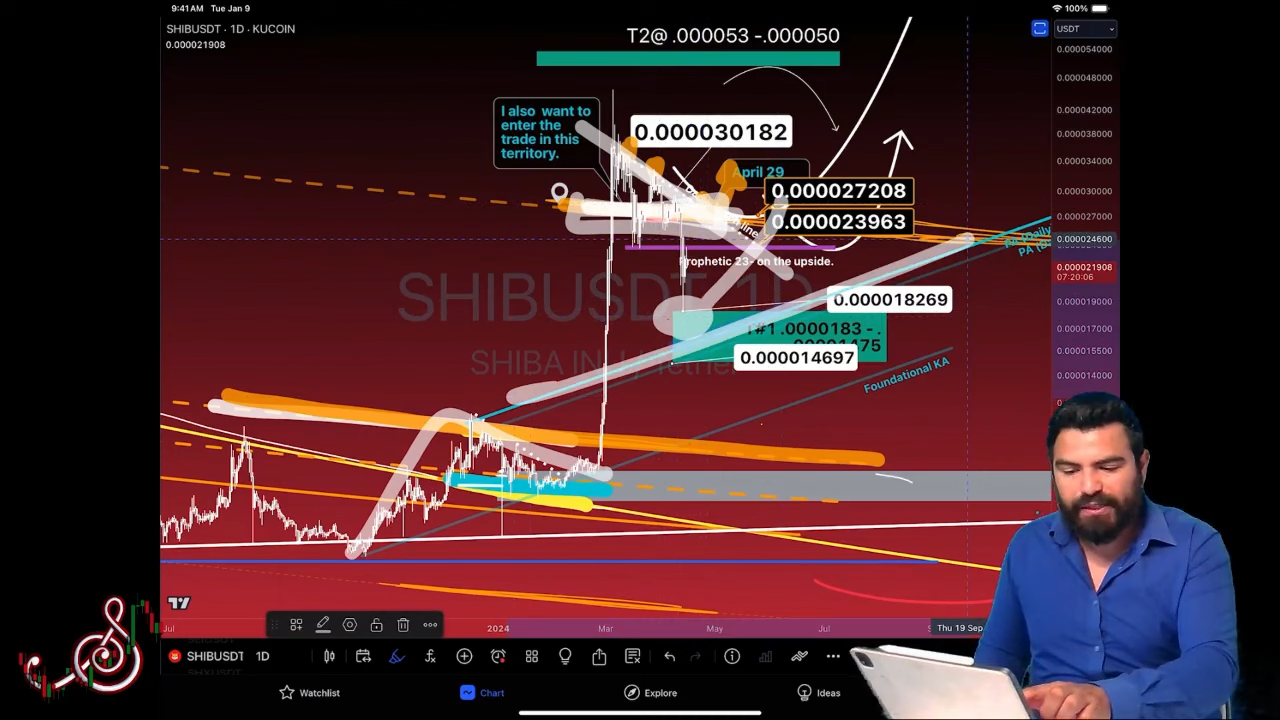 9:41 AM Tue Jan 9
100%
SHIBUSDT · 1D · KUCOIN
0.000021908
USDT
T2@ .000053 -.000050
I also want to
enter the
trade in this
territory.
0.000030182
April 29
0.000027208
0.000023963
Prophetic 23- on the upside.
0.000018269
T#1 .0000183 - .
0.000014697
Foundational KA
SHIBUSDT, 1D
0.000054000
0.000048000
0.000042000
0.000038000
0.000034000
0.000030000
0.000027000
0.000024600
0.000021908
07:20:06
0.000019000
0.000017000
0.000015500
0.000014000
Jul
2024
Mar
May
Jul
Thu 19 Sep
SHIBUSDT 1D
Watchlist
Chart
Explore
Ideas